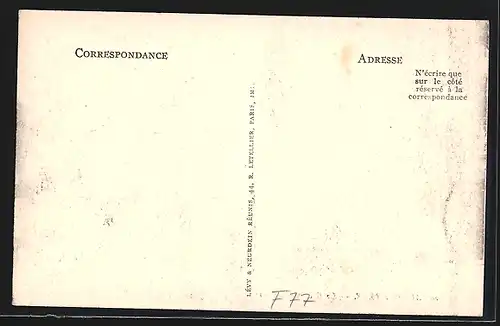 CORRESPONDANCE
ADRESSE
N'écrire que
sur le côté
réservé à la
correspondance
LÉVY & NEURDEIN RÉUNIS, 44, R. LETELLIER, PARIS, IMP.
F77